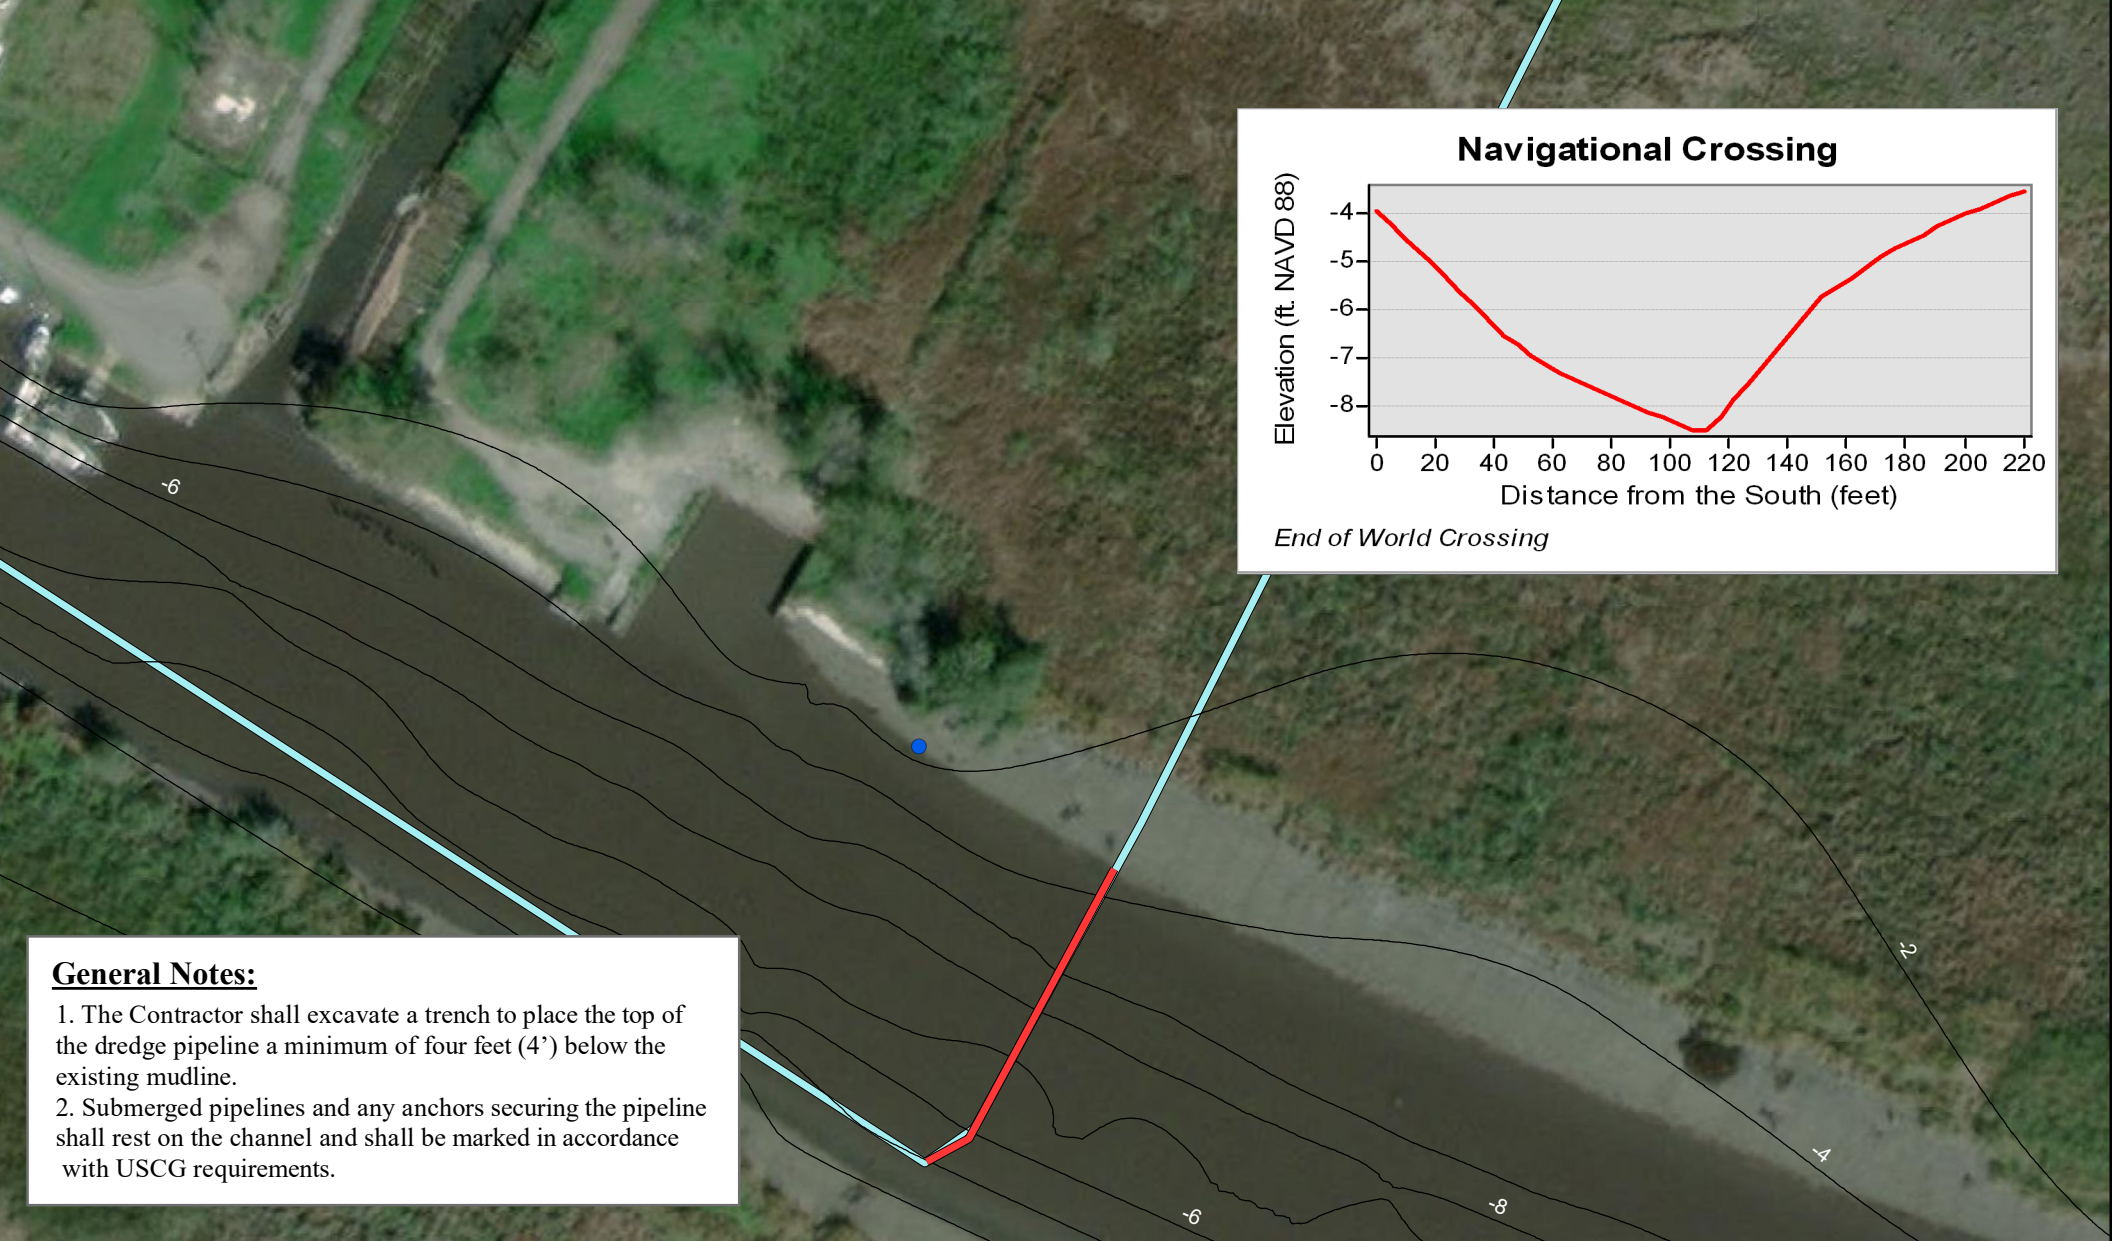 Navigational Crossing
Elevation (ft. NAVD 88)
-4
-5
-6
-7
-8
0 20 40 60 80 100 120 140 160 180 200 220
Distance from the South (feet)
End of World Crossing
-6
-2
General Notes:
1. The Contractor shall excavate a trench to place the top of
the dredge pipeline a minimum of four feet (4’) below the
existing mudline.
2. Submerged pipelines and any anchors securing the pipeline
shall rest on the channel and shall be marked in accordance
with USCG requirements.
-4
-8
-6